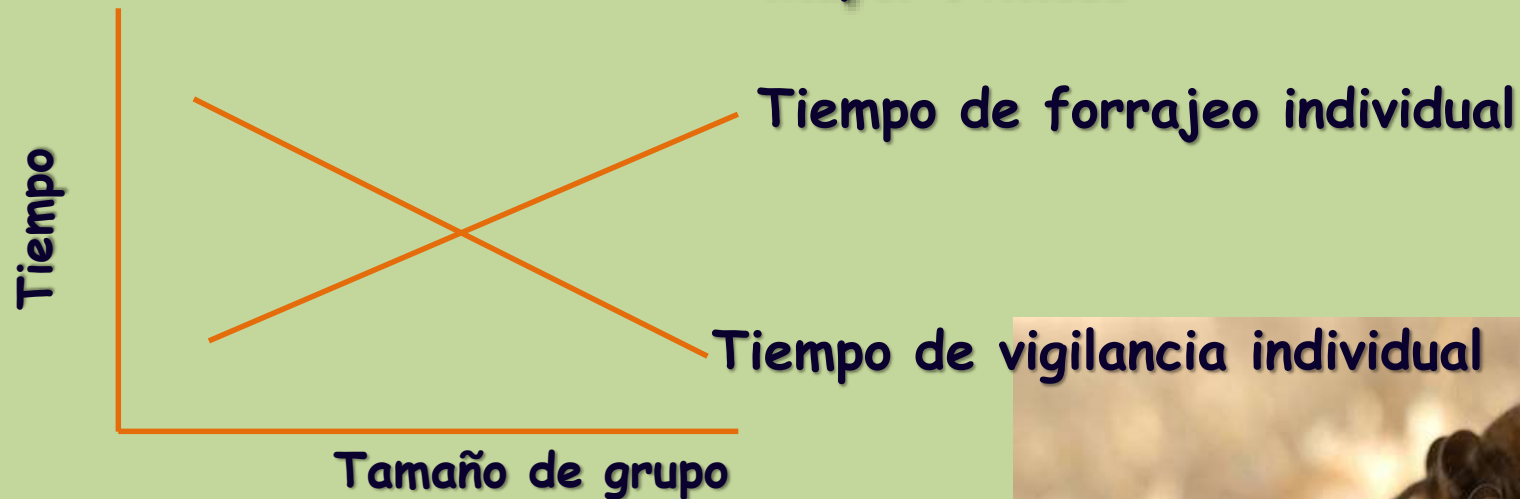 Tiempo de forrajeo individual
Tiempo
Tiempo de vigilancia individual
Tamaño de grupo